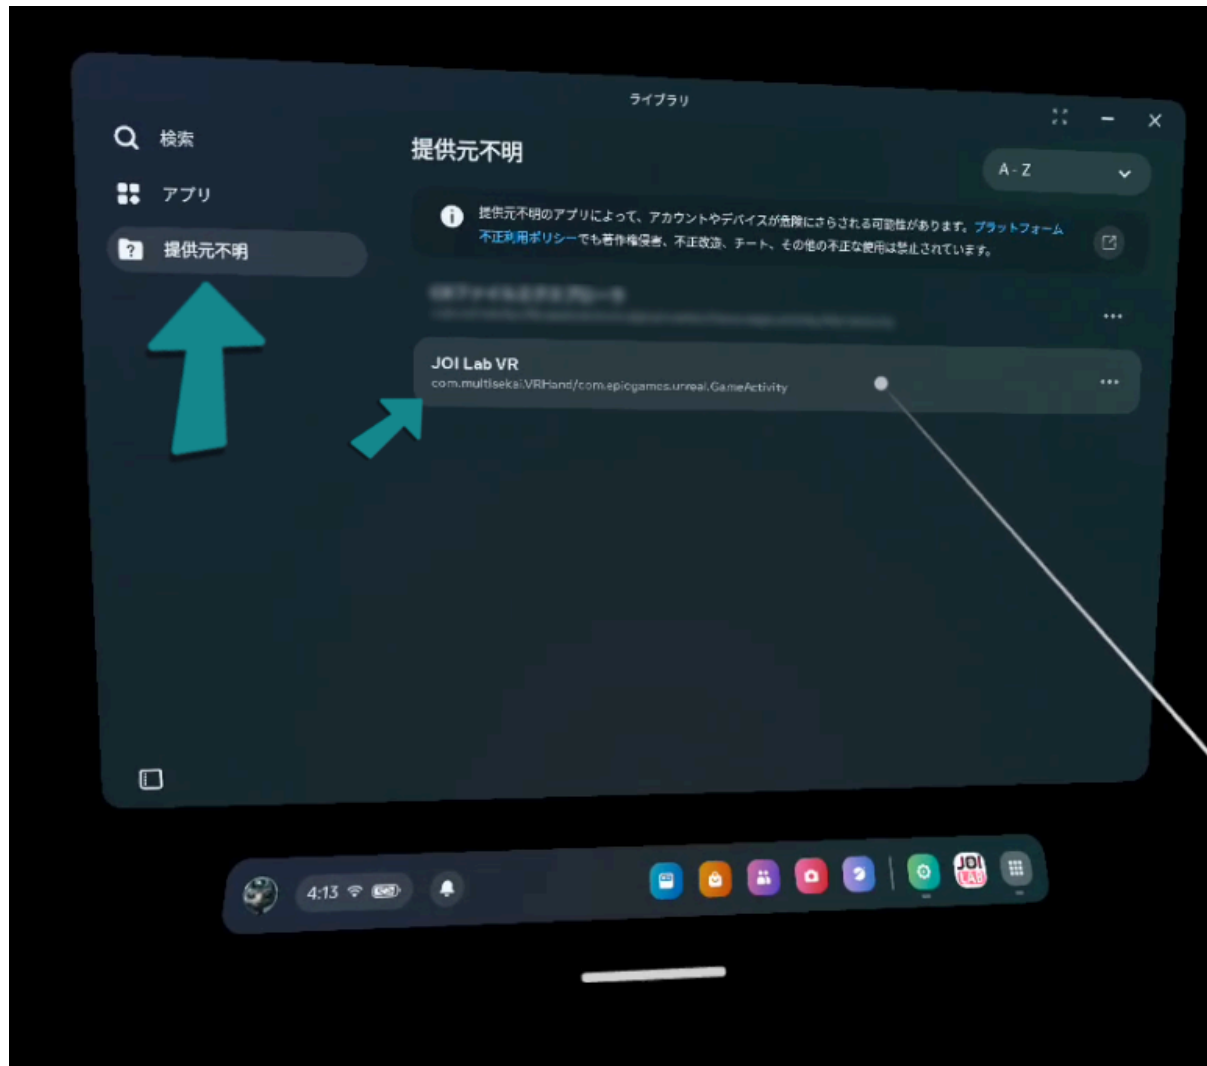 ライブラリ
検索
アプリ
提供元不明
提供元不明
A - Z
提供元不明のアプリによって、アカウントやデバイスが危険にさらされる可能性があります。プラットフォーム
不正利用ポリシーでも著作権侵害、不正改造、チート、その他の不正な使用は禁止されています。
JOI Lab VR
com.multisekai.VRHand/com.epicgames.unreal.GameActivity
4:13
JOI
LAB